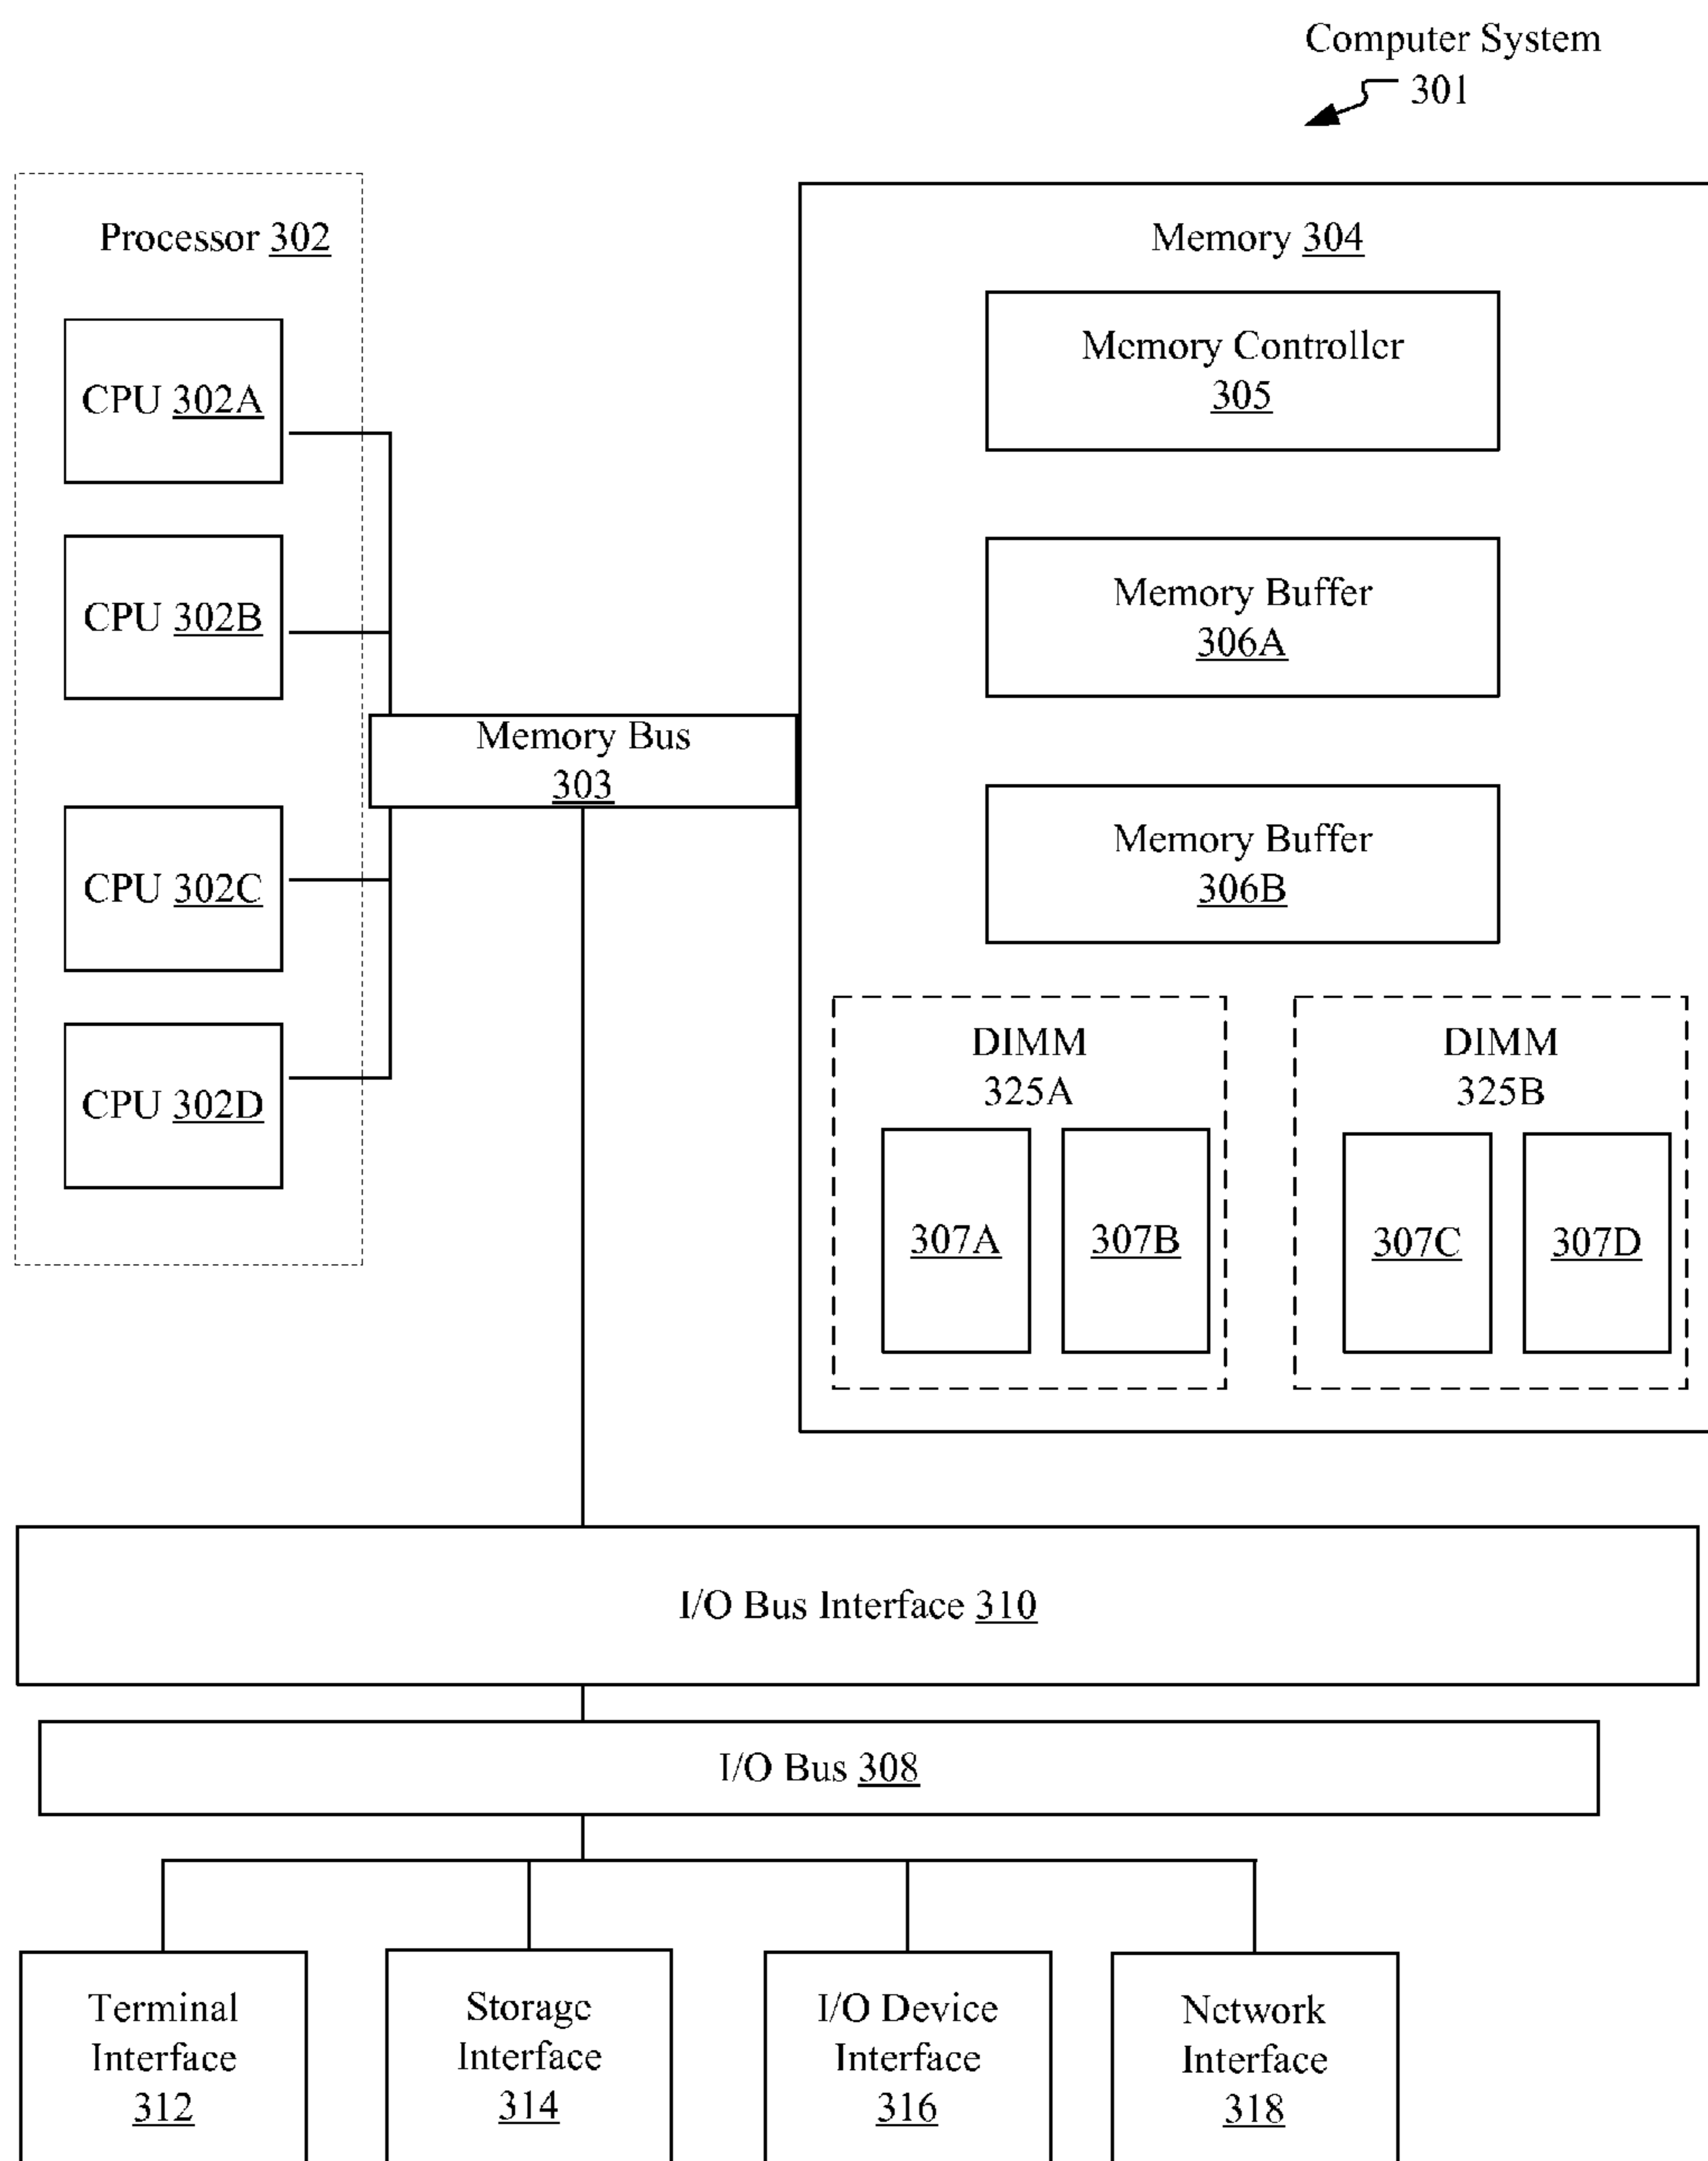 Computer System
301
Processor 302
CPU 302A
CPU 302B
CPU 302C
CPU 302D
Memory Bus
303
Memory 304
Memory Controller
305
Memory Buffer
306A
Memory Buffer
306B
DIMM
325A
307A
307B
DIMM
325B
307C
307D
I/O Bus Interface 310
I/O Bus 308
Terminal
Interface
312
Storage
Interface
314
I/O Device
Interface
316
Network
Interface
318